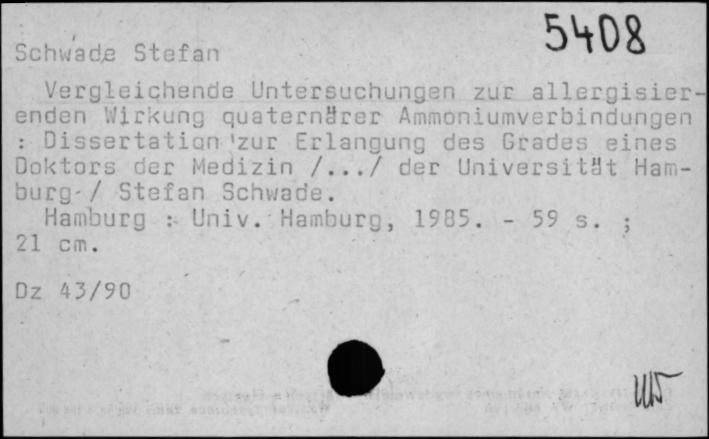 5408
Schwade Stefan
Vergleichende Untersuchungen zur allergisier-
enden Wirkung quaternärer Ammoniumverbindungen
: Dissertation zur Erlangung des Grades eines
Doktors der Medizin /.../ der Universität Ham-
burg / Stefan Schwade.
Hamburg : Univ. Hamburg, 1985. - 59 s. ;
21 cm.
Dz 43/90